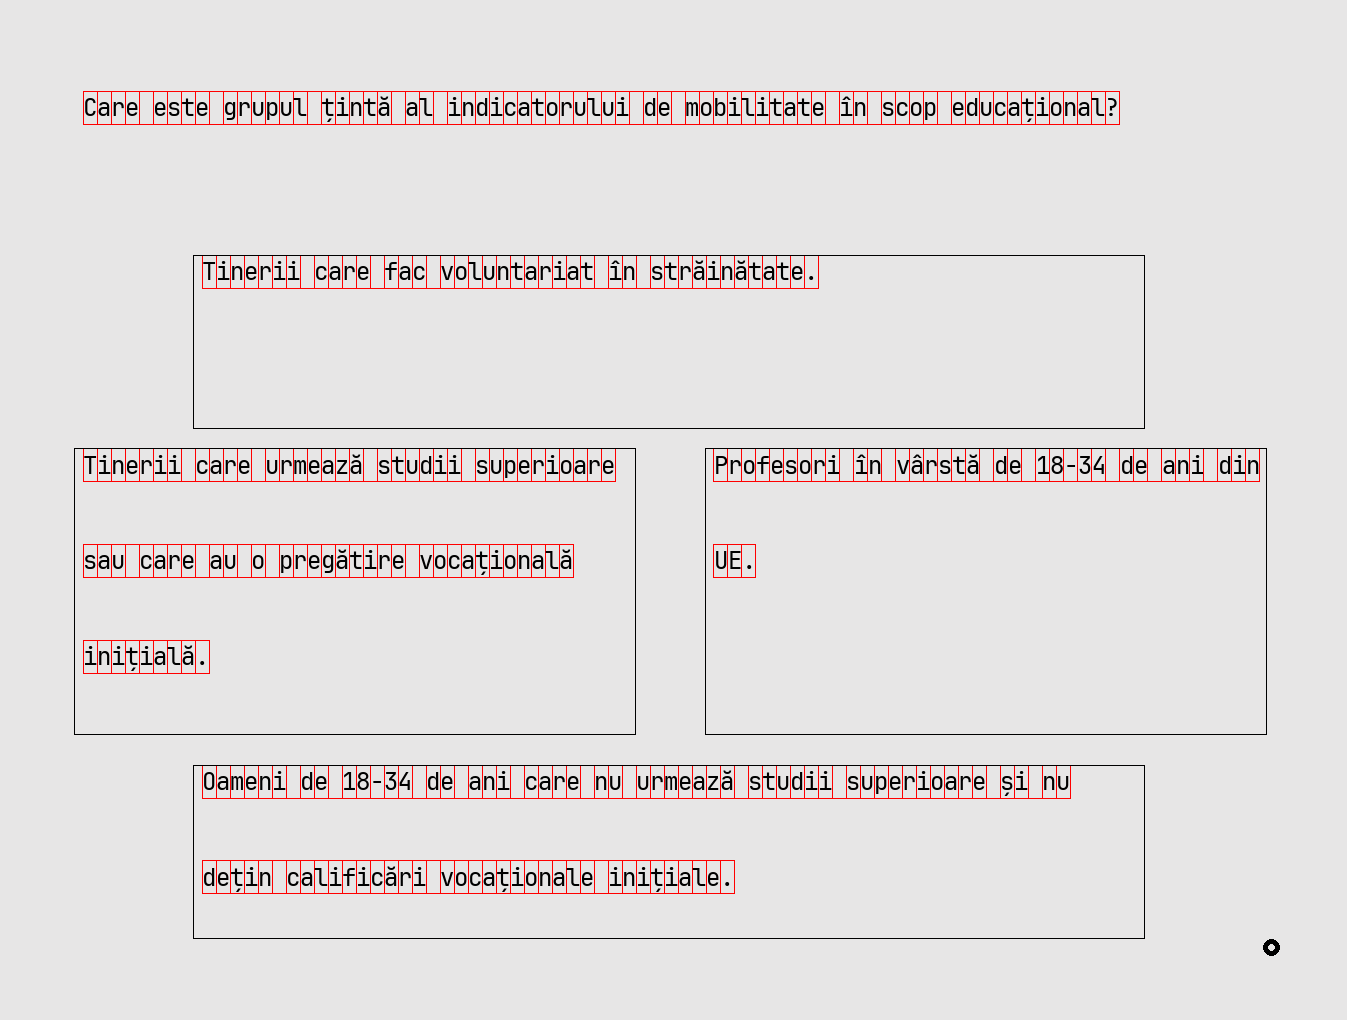 Care este grupul țintă al indicatorului de mobilitate în scop educațional?
Tinerii care fac voluntariat în străinătate.
Tinerii care urmează studii superioare
sau care au o pregătire vocațională
inițială.
Profesori în vârstă de 18-34 de ani din
UE.
Oameni de 18-34 de ani care nu urmează studii superioare și nu
dețin calificări vocaționale inițiale.